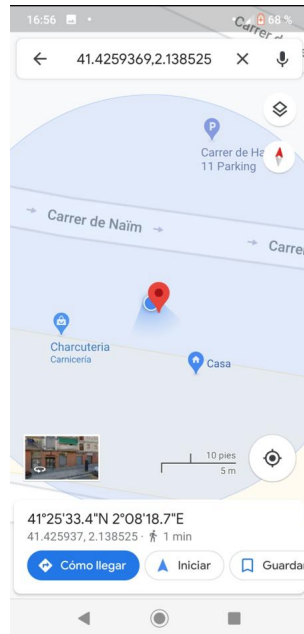 16:56
68 %
Carrer
41.4259369,2.138525
Carrer de Ha
11 Parking
Carrer de Naïm
Carre
Charcuteria
Carnicería
Casa
10 pies
5 m
41°25'33.4"N 2°08'18.7"E
41.425937, 2.138525 · 1 min
Cómo llegar
Iniciar
Guarda